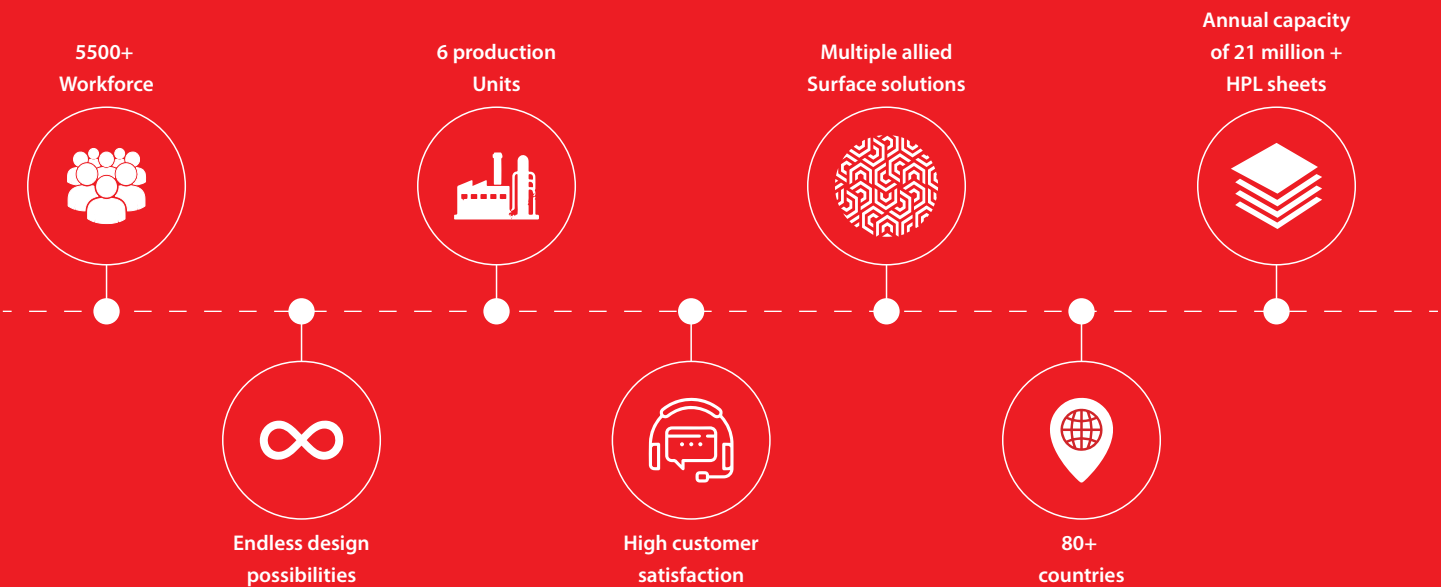 5500+
Workforce
Endless design
possibilities
6 production
Units
High customer
satisfaction
Multiple allied
Surface solutions
80+
countries
Annual capacity
of 21 million +
HPL sheets